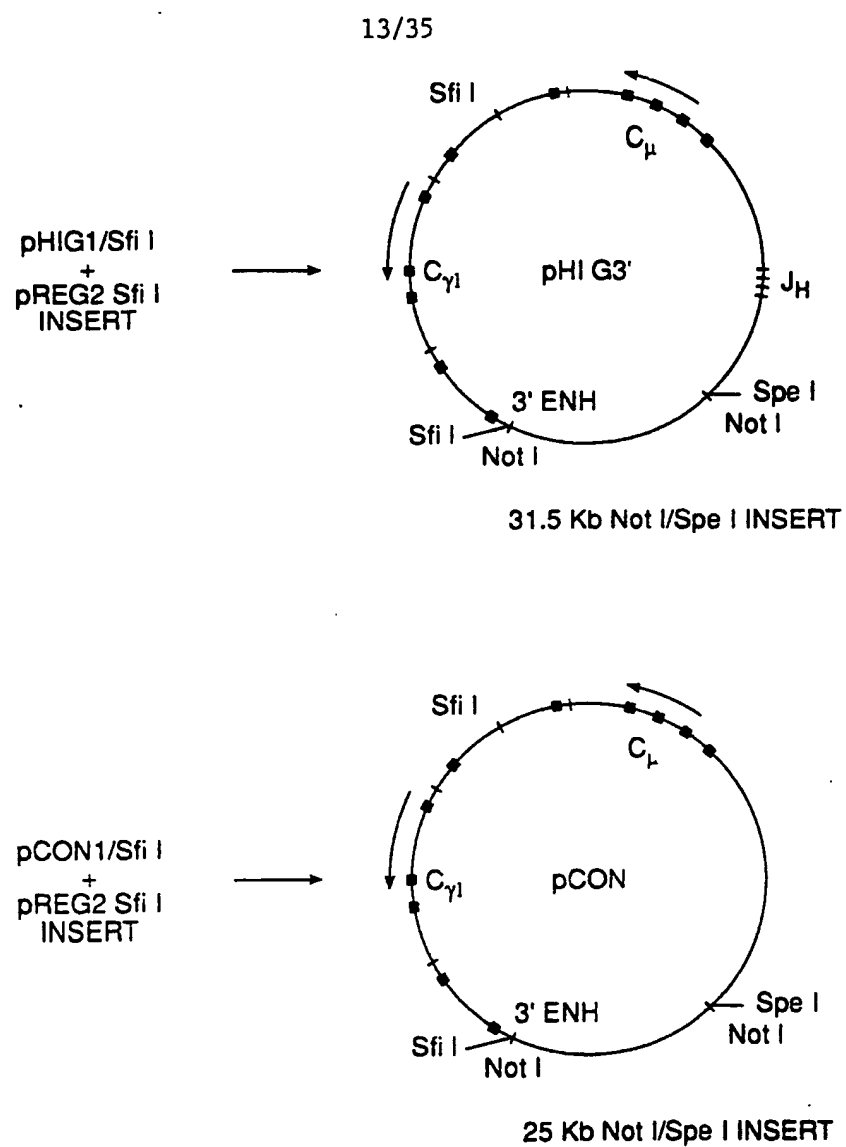 13/35
Sfi I
Cμ
pHIG1/Sfi I
+
pREG2 Sfi I
INSERT
Cγ1
pHI G3'
JH
3' ENH
Spe I
Sfi I
Not I
Not I
31.5 Kb Not I/Spe I INSERT
Sfi I
Cμ
pCON1/Sfi I
+
pREG2 Sfi I
INSERT
Cγ1
pCON
3' ENH
Spe I
Sfi I
Not I
Not I
25 Kb Not I/Spe I INSERT